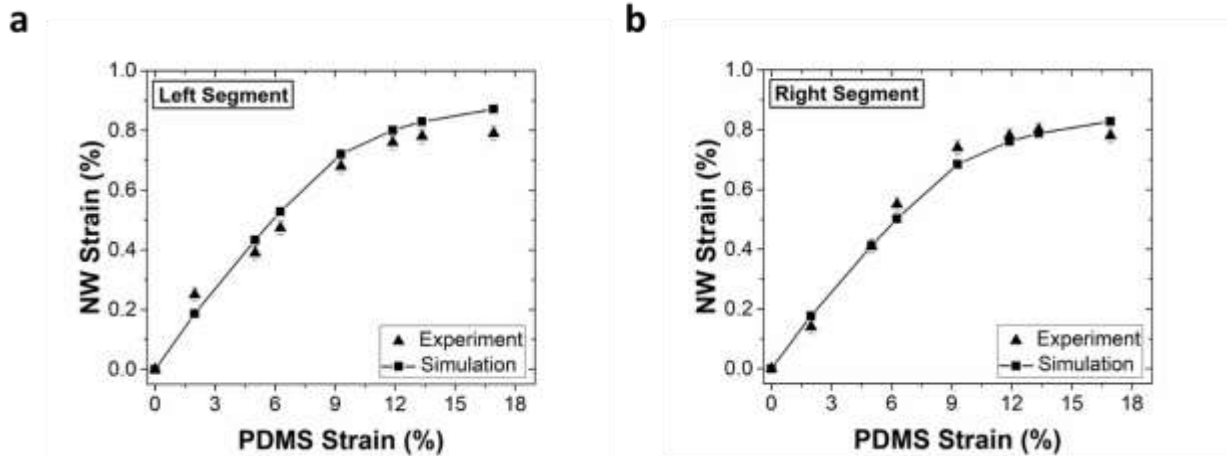 a
Left Segment
NW Strain (%)
1.0
0.8
0.6
0.4
0.2
0.0
Experiment
Simulation
0 3 6 9 12 15 18
PDMS Strain (%)
b
Right Segment
NW Strain (%)
1.0
0.8
0.6
0.4
0.2
0.0
Experiment
Simulation
0 3 6 9 12 15 18
PDMS Strain (%)